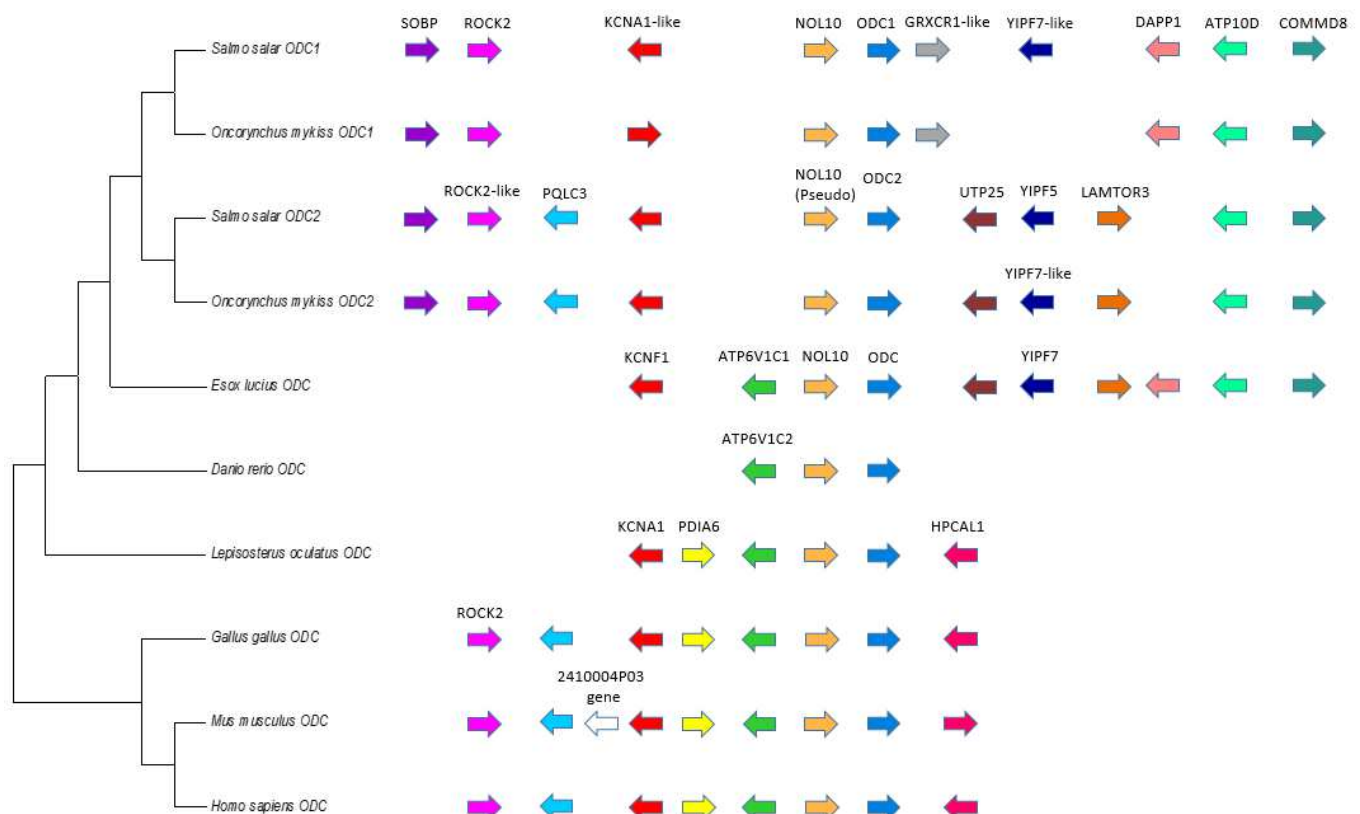 SOBP ROCK2 KCNA1-like NOL10 ODC1 GRXCR1-like YIPF7-like DAPP1 ATP10D COMMD8
Salmo salar ODC1
Oncorynchus mykiss ODC1
ROCK2-like PQLC3 NOL10 ODC2 UTP25 YIPF5 LAMTOR3
(Pseudo)
Salmo salar ODC2
YIPF7-like
Oncorynchus mykiss ODC2
KCNF1 ATP6V1C1 NOL10 ODC YIPF7
Esox lucius ODC
ATP6V1C2
Danio rerio ODC
KCNA1 PDIA6 HPCAL1
Lepisosterus oculatus ODC
ROCK2
Gallus gallus ODC
2410004P03
gene
Mus musculus ODC
Homo sapiens ODC